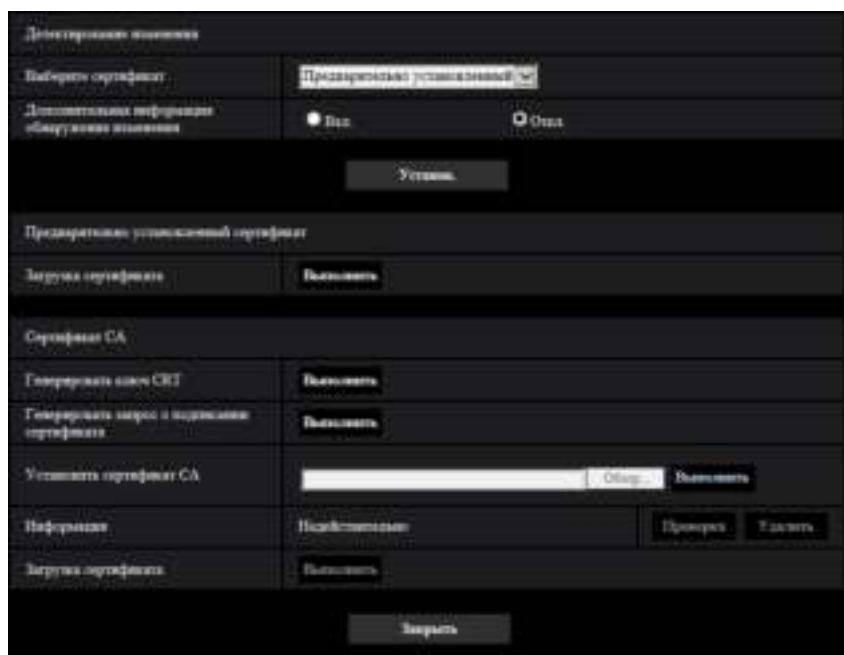 Детектирование изменения
Выберите сертификат
Предварительно установленный
Дополнительная информация
обнаружения изменения
Вкл.
Откл.
Установ.
Предварительно установленный сертификат
Загрузка сертификата
Выполнить
Сертификат CA
Генерировать ключ CRT
Выполнить
Генерировать запрос о подписании
сертификата
Выполнить
Установить сертификат CA
Обзор...
Выполнить
Информация
Недействительно
Проверка
Удалить
Загрузка сертификата
Выполнить
Закрыть